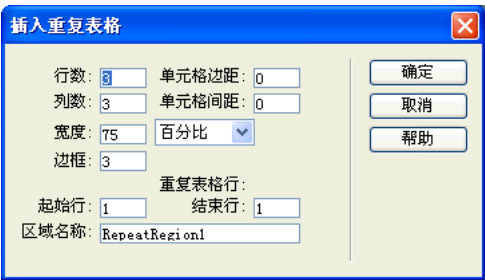 插入重复表格
行数: 3 单元格边距: 0 确定
列数: 3 单元格间距: 0 取消
宽度: 75 百分比 帮助
边框: 3
重复表格行:
起始行: 1 结束行: 1
区域名称: RepeatRegion1